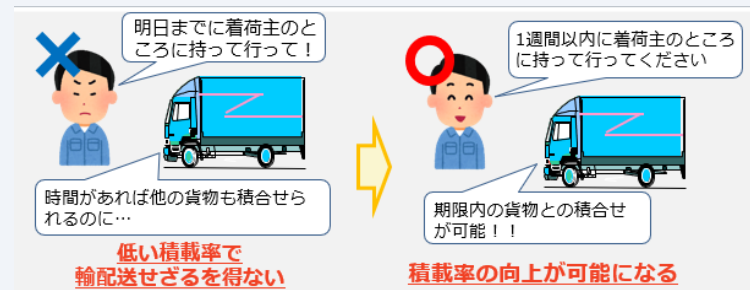 明日までに着荷主のと
ころに持って行って！
時間があれば他の貨物も積合せら
れるのに…
低い積載率で
輸配送せざるを得ない
1週間以内に着荷主のところ
に持って行ってください
期限内の貨物との積合せ
が可能！！
積載率の向上が可能になる